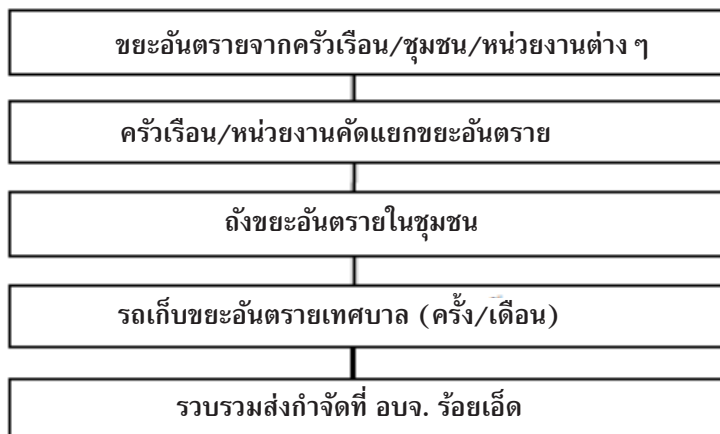 ขยะอันตรายจากครัวเรือน/ชุมชน/หน่วยงานต่าง ๆ
ครัวเรือน/หน่วยงานคัดแยกขยะอันตราย
ถังขยะอันตรายในชุมชน
รถเก็บขยะอันตรายเทศบาล (ครั้ง/เดือน)
รวบรวมส่งกำจัดที่ อบจ. ร้อยเอ็ด